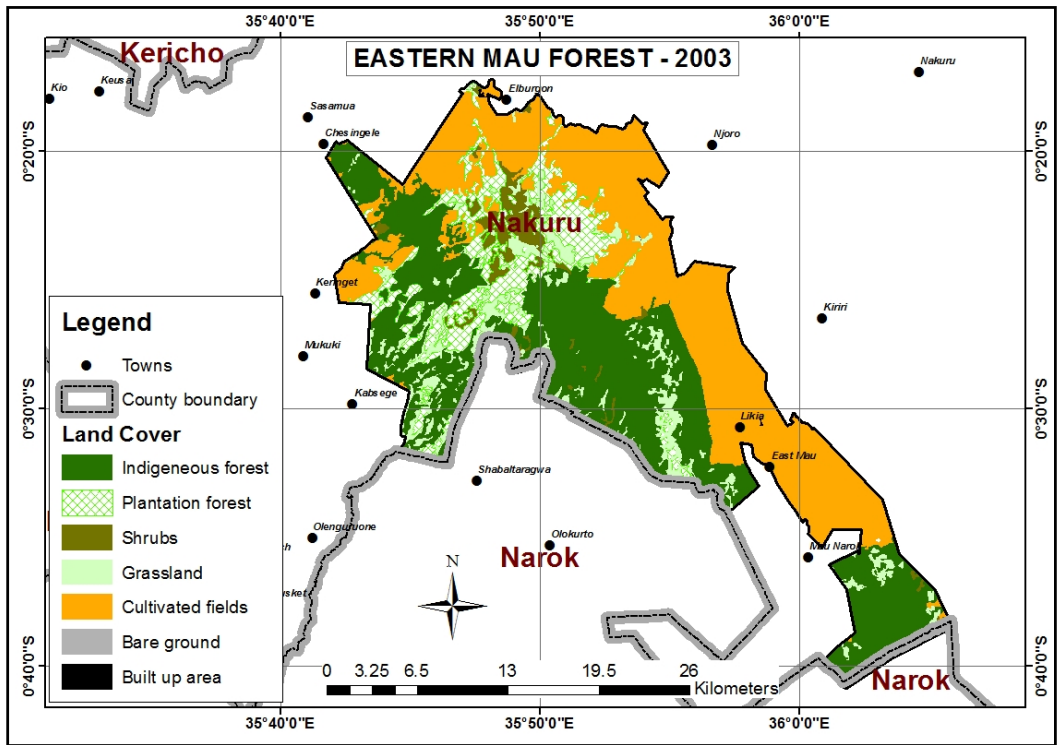 35°40'0"E
35°50'0"E
36°0'0"E
Kericho
EASTERN MAU FOREST - 2003
Nakuru
Kio
Keusa
Elburgon
Sasamua
Chesingele
Njoro
0°20'0"S
0°20'0"S
Nakuru
Keringet
Kiriri
Legend
Towns
County boundary
Land Cover
Indigeneous forest
Plantation forest
Shrubs
Grassland
Cultivated fields
Bare ground
Built up area
Mukuki
Kabsege
0°30'0"S
0°30'0"S
Likia
East Mau
Shabaltaragwa
Olenguruone
Olokurto
Mau Narok
ch
Narok
usket
N
0°40'0"S
0°40'0"S
0 3.25 6.5 13 19.5 26
Kilometers
Narok
35°40'0"E
35°50'0"E
36°0'0"E